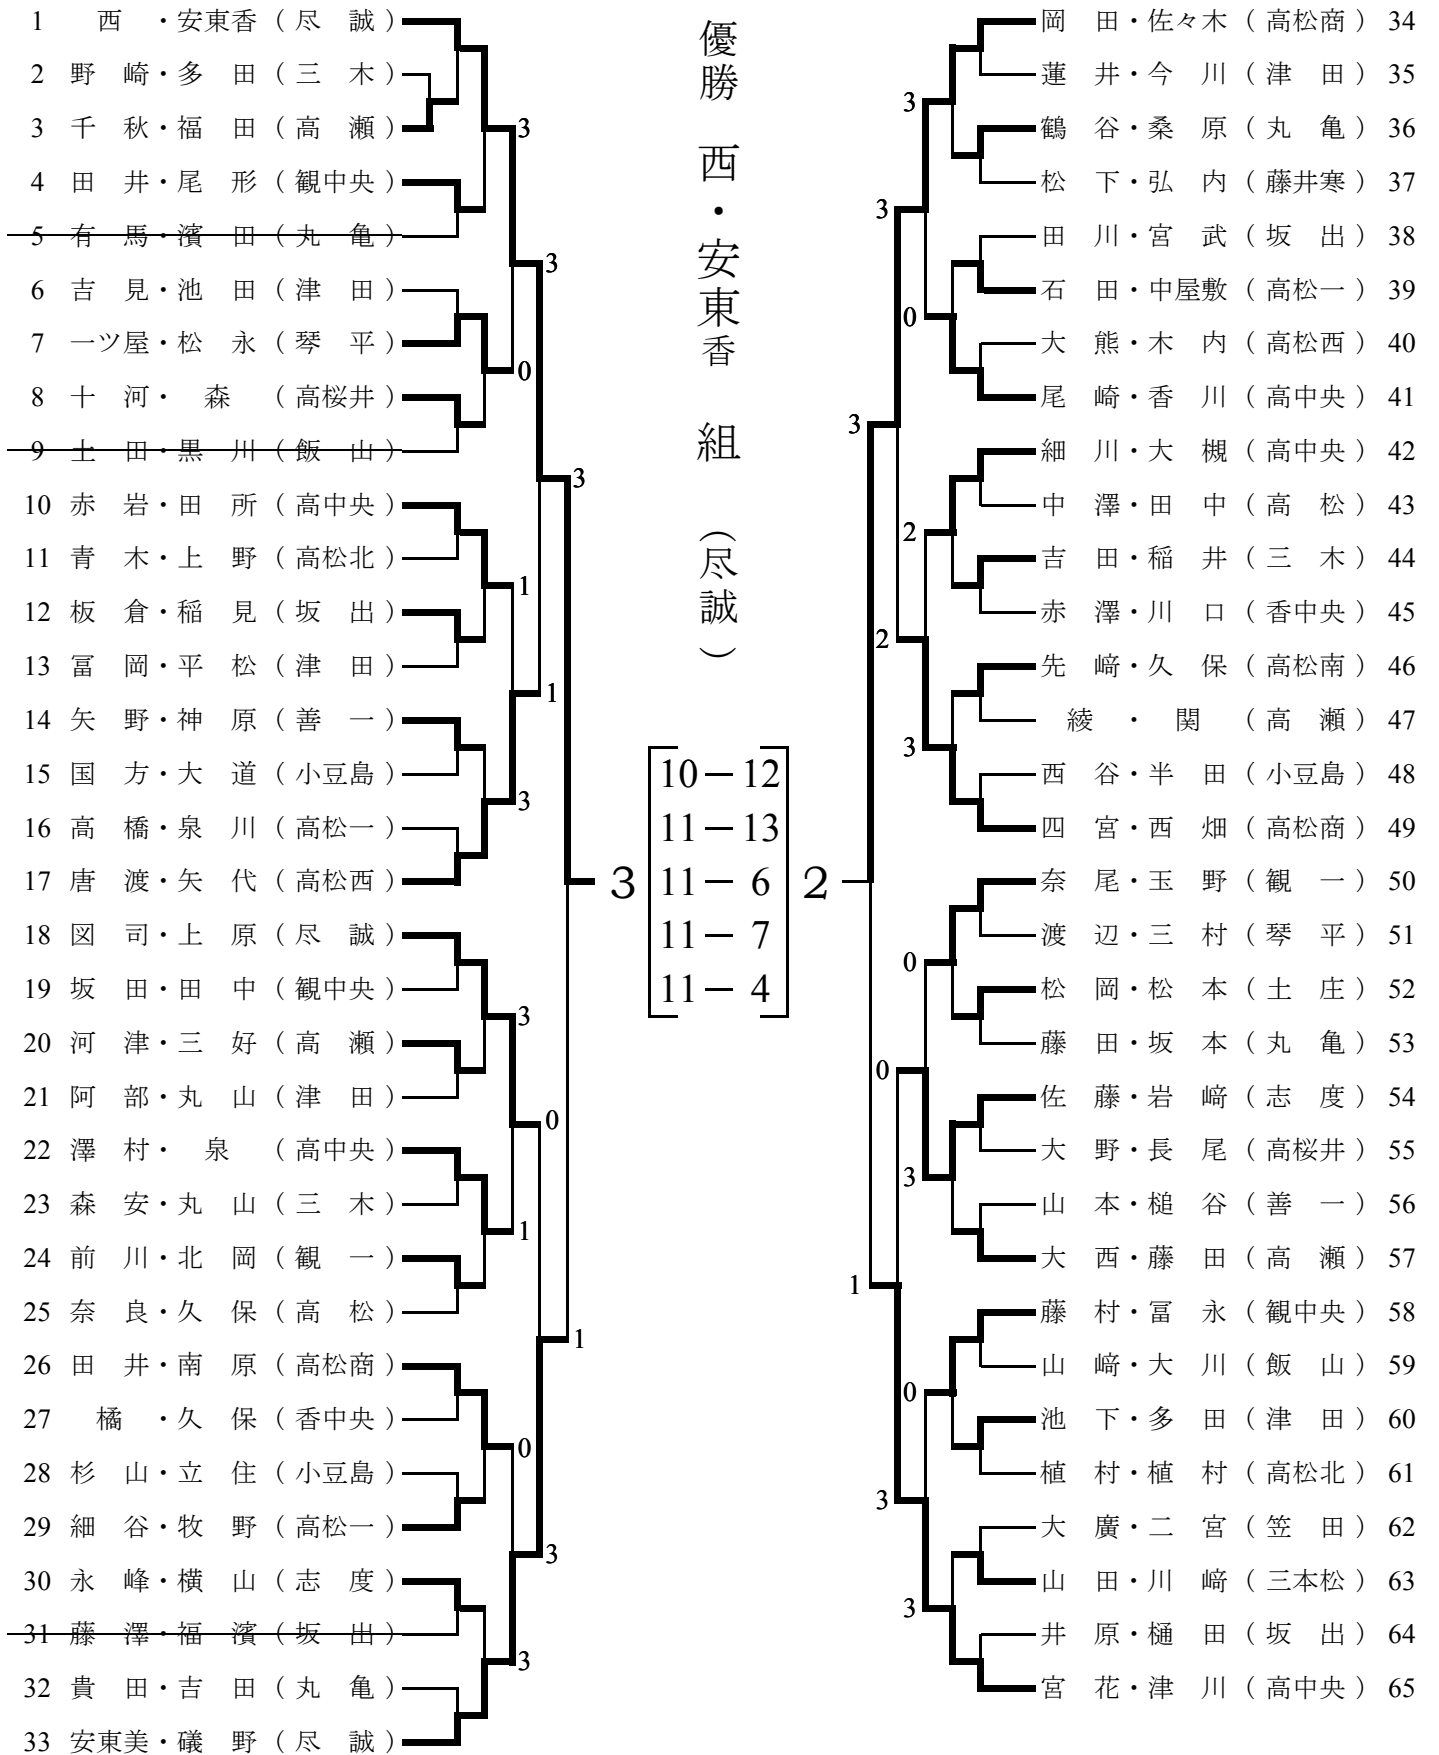 1 西・安東香(尽誠)
2 野崎・多田(三木)
3 千秋・福田(高瀬)
4 田井・尾形(観中央)
5 有馬・濱田(丸亀)
6 吉見・池田(津田)
7 一ツ屋・松永(琴平)
8 十河・森(高桜井)
9 土田・黒川(飯山)
10 赤岩・田所(高中央)
11 青木・上野(高松北)
12 板倉・稲見(坂出)
13 冨岡・平松(津田)
14 矢野・神原(善一)
15 国方・大道(小豆島)
16 高橋・泉川(高松一)
17 唐渡・矢代(高松西)
18 図司・上原(尽誠)
19 坂田・田中(観中央)
20 河津・三好(高瀬)
21 阿部・丸山(津田)
22 澤村・泉(高中央)
23 森安・丸山(三木)
24 前川・北岡(観一)
25 奈良・久保(高松)
26 田井・南原(高松商)
27 橘・久保(香中央)
28 杉山・立住(小豆島)
29 細谷・牧野(高松一)
30 永峰・横山(志度)
31 藤澤・福濱(坂出)
32 貴田・吉田(丸亀)
33 安東美・礒野(尽誠)
3
0
1
3
3
1
0
3
3
1
0
3
3
1
優勝 西・安東香 組 (尽誠)
3
10－12
11－13
11－6
11－7
11－4
2
3
1
3
2
0
3
3
0
2
3
0
3
0
3
岡田・佐々木(高松商) 34
蓮井・今川(津田) 35
鶴谷・桑原(丸亀) 36
松下・弘内(藤井寒) 37
田川・宮武(坂出) 38
石田・中屋敷(高松一) 39
大熊・木内(高松西) 40
尾崎・香川(高中央) 41
細川・大槻(高中央) 42
中澤・田中(高松) 43
吉田・稲井(三木) 44
赤澤・川口(香中央) 45
先﨑・久保(高松南) 46
綾・関(高瀬) 47
西谷・半田(小豆島) 48
四宮・西畑(高松商) 49
奈尾・玉野(観一) 50
渡辺・三村(琴平) 51
松岡・松本(土庄) 52
藤田・坂本(丸亀) 53
佐藤・岩﨑(志度) 54
大野・長尾(高桜井) 55
山本・槌谷(善一) 56
大西・藤田(高瀬) 57
藤村・冨永(観中央) 58
山﨑・大川(飯山) 59
池下・多田(津田) 60
植村・植村(高松北) 61
大廣・二宮(笠田) 62
山田・川﨑(三本松) 63
井原・樋田(坂出) 64
宮花・津川(高中央) 65